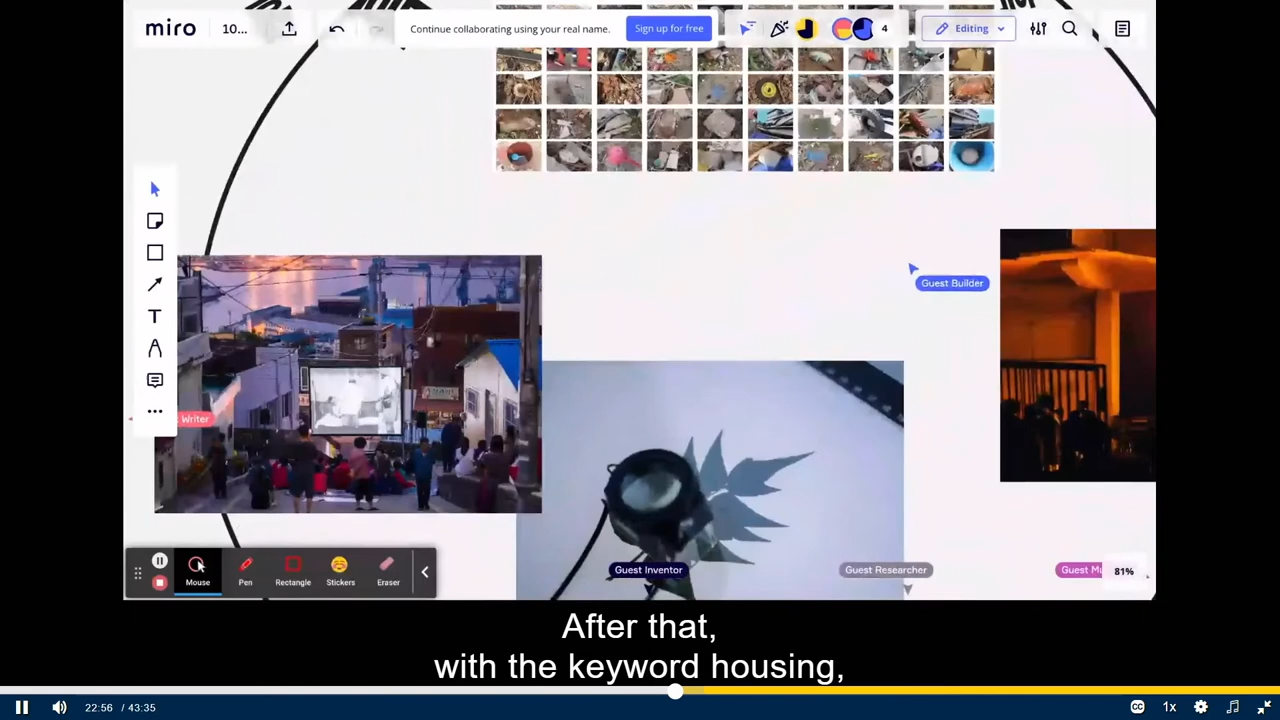 miro
10...
Continue collaborating using your real name.
Sign up for free
4
Editing
Guest Builder
Writer
T
Guest Inventor
Guest Researcher
Guest Mu
81%
Mouse
Pen
Rectangle
Stickers
Eraser
After that,
with the keyword housing,
22:56 / 43:35
CC
1x